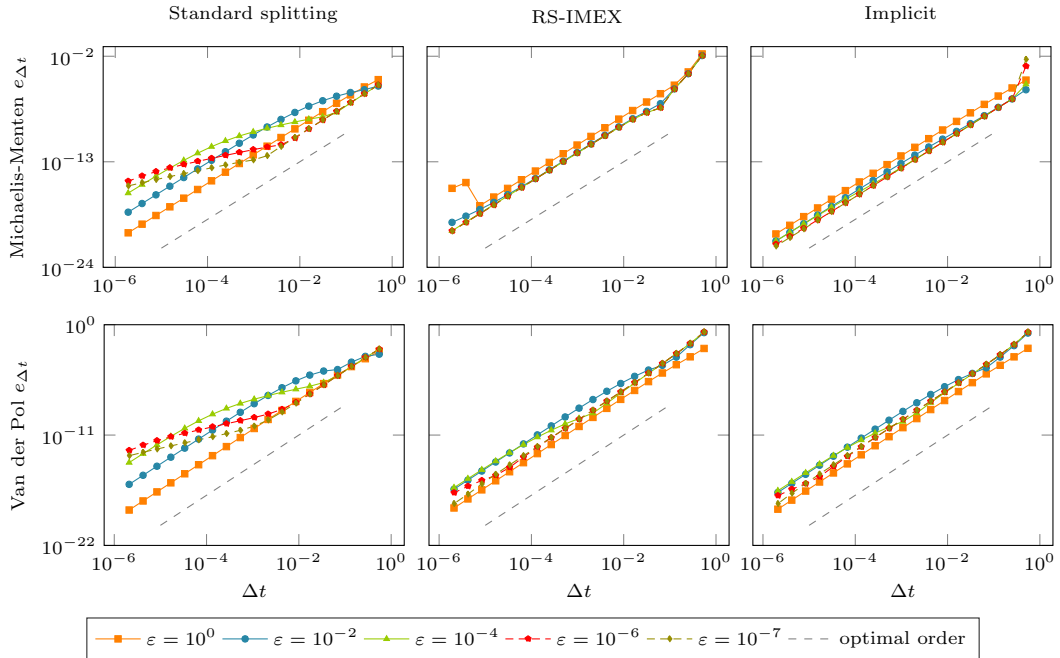 Standard splitting RS-IMEX Implicit
Michaelis-Menten e_{Δt}
10^{-2}
10^{-13}
10^{-24}
10^{-6} 10^{-4} 10^{-2} 10^{0} 10^{-6} 10^{-4} 10^{-2} 10^{0} 10^{-6} 10^{-4} 10^{-2} 10^{0}
Van der Pol e_{Δt}
10^{0}
10^{-11}
10^{-22}
10^{-6} 10^{-4} 10^{-2} 10^{0} 10^{-6} 10^{-4} 10^{-2} 10^{0} 10^{-6} 10^{-4} 10^{-2} 10^{0}
Δt Δt Δt
ε = 10^{0} ε = 10^{-2} ε = 10^{-4} ε = 10^{-6} ε = 10^{-7} optimal order